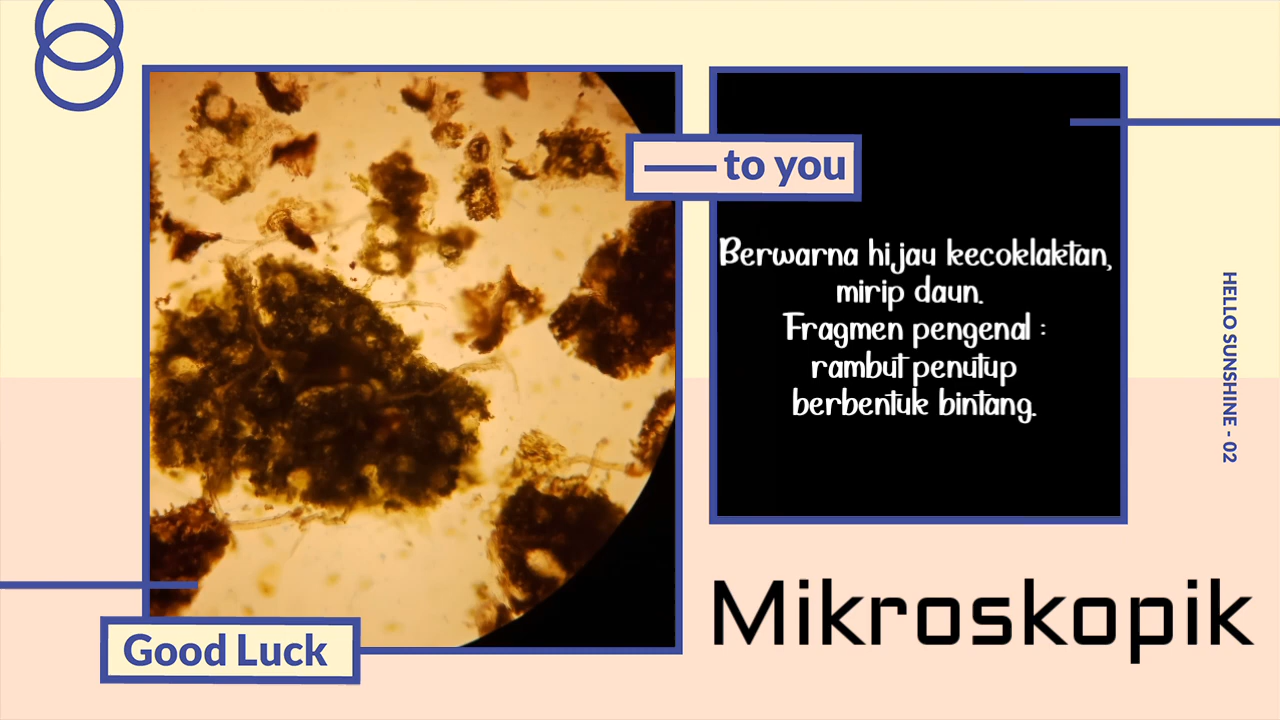 to you
Berwarna hijau kecoklaktan,
mirip daun.
Fragmen pengenal :
rambut penutup
berbentuk bintang.
HELLO SUNSHINE - 02
Mikroskopik
Good Luck